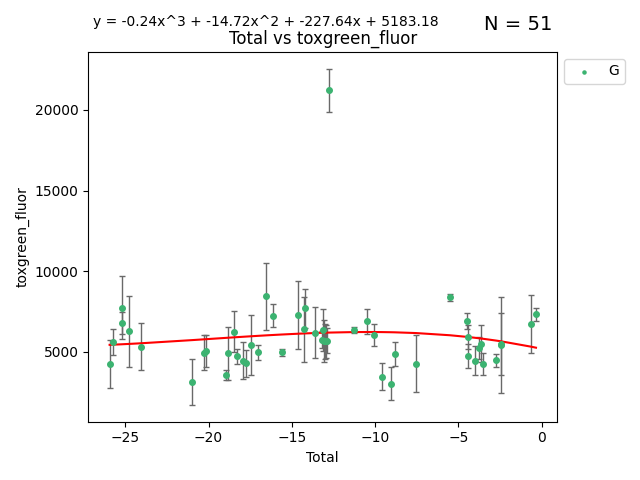 y = -0.24x^3 + -14.72x^2 + -227.64x + 5183.18
N = 51
Total vs toxgreen_fluor
G
20000
15000
10000
5000
toxgreen_fluor
−25
−20
−15
−10
−5
0
Total